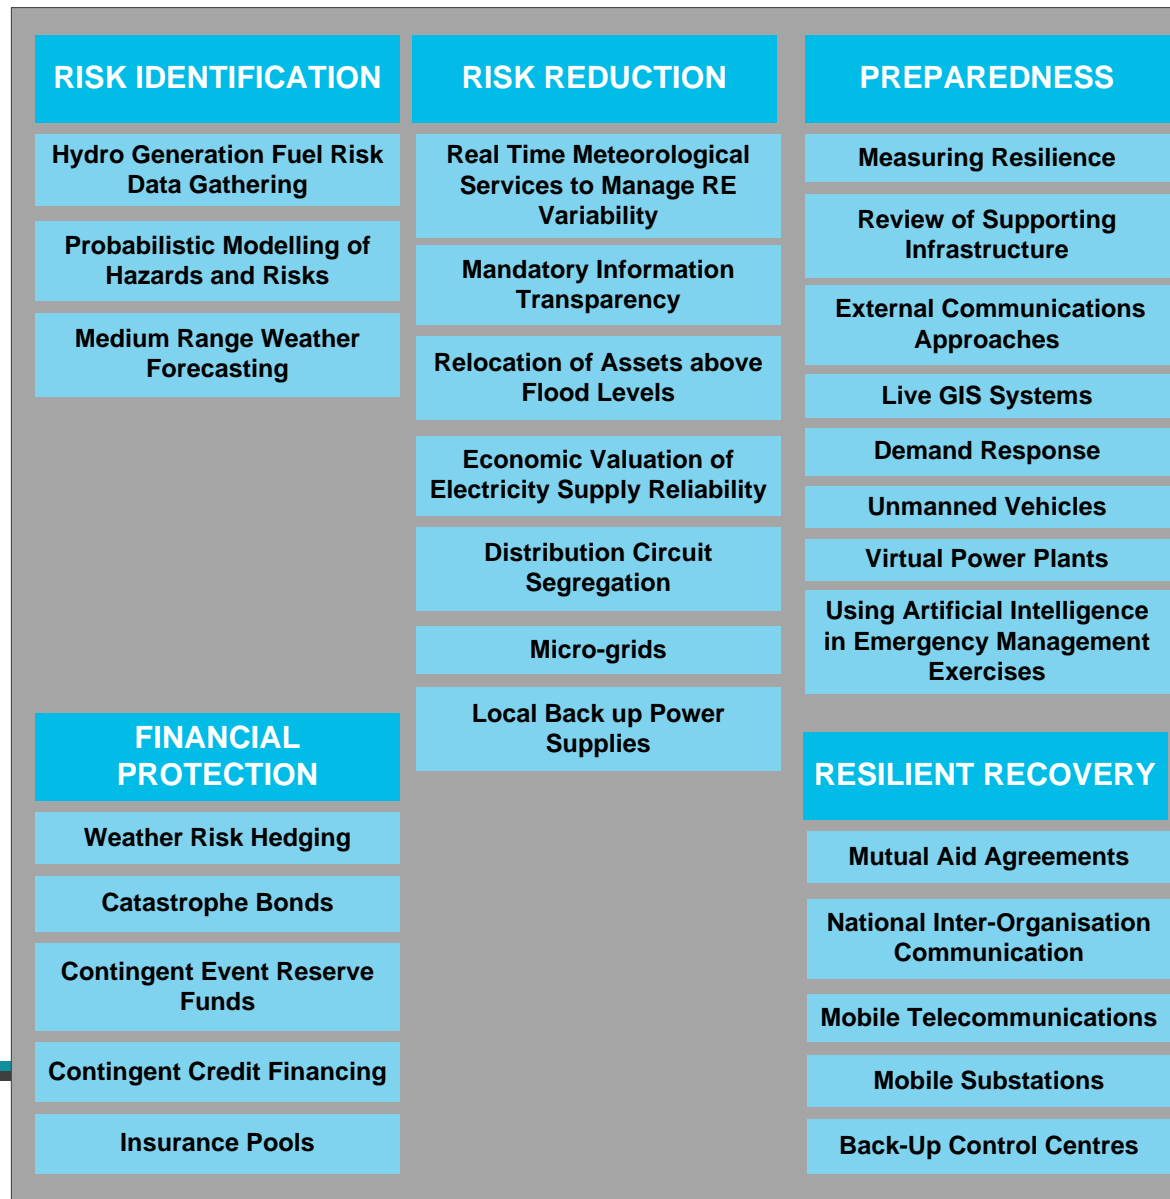 RISK IDENTIFICATION
Hydro Generation Fuel Risk
Data Gathering
Probabilistic Modelling of
Hazards and Risks
Medium Range Weather
Forecasting
FINANCIAL
PROTECTION
Weather Risk Hedging
Catastrophe Bonds
Contingent Event Reserve
Funds
Contingent Credit Financing
Insurance Pools
RISK REDUCTION
Real Time Meteorological
Services to Manage RE
Variability
Mandatory Information
Transparency
Relocation of Assets above
Flood Levels
Economic Valuation of
Electricity Supply Reliability
Distribution Circuit
Segregation
Micro-grids
Local Back up Power
Supplies
PREPAREDNESS
Measuring Resilience
Review of Supporting
Infrastructure
External Communications
Approaches
Live GIS Systems
Demand Response
Unmanned Vehicles
Virtual Power Plants
Using Artificial Intelligence
in Emergency Management
Exercises
RESILIENT RECOVERY
Mutual Aid Agreements
National Inter-Organisation
Communication
Mobile Telecommunications
Mobile Substations
Back-Up Control Centres